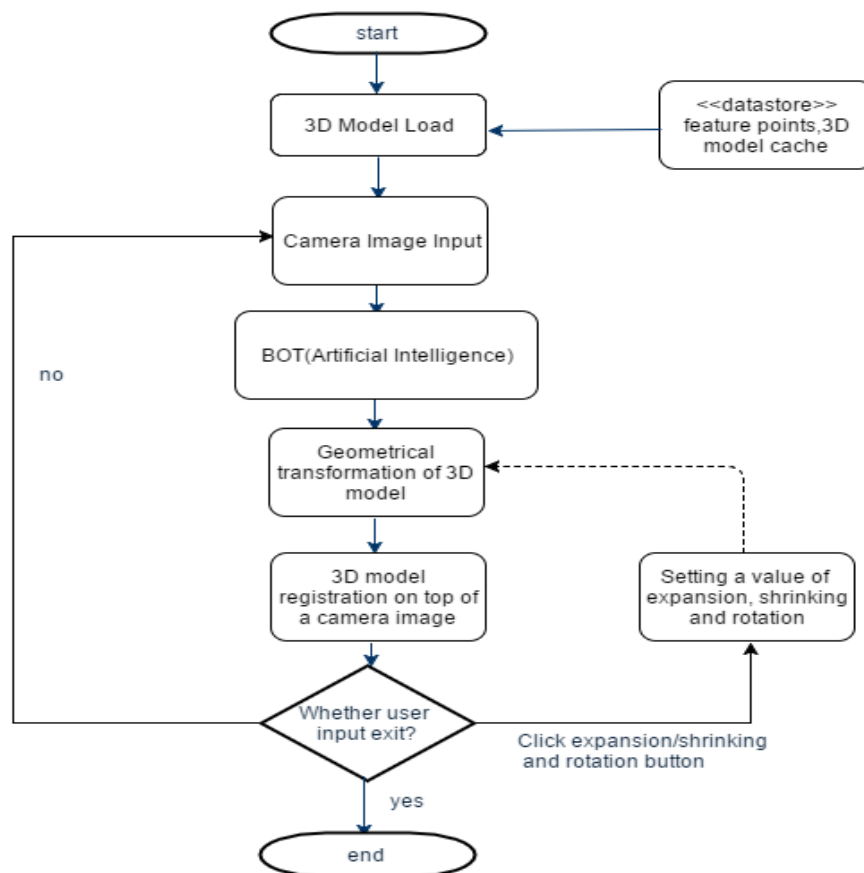 start
3D Model Load
<<datastore>>
feature points,3D
model cache
Camera Image Input
BOT(Artificial Intelligence)
no
Geometrical
transformation of 3D
model
3D model
registration on top of
a camera image
Setting a value of
expansion, shrinking
and rotation
Whether user
input exit?
Click expansion/shrinking
and rotation button
yes
end